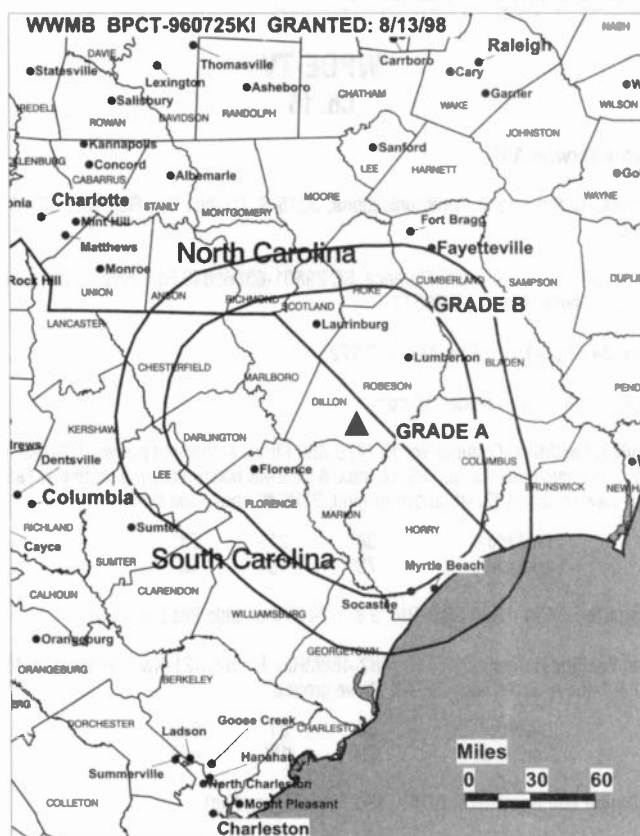 WWMB BPCT-960725KI GRANTED: 8/13/98
NASH
DAVIE
Thomasville
Carrboro
Raleigh
Statesville
Lexington
Asheboro
Cary
Garner
WAKE
WILSON
IREDELL
Salisbury
ROWAN
DAVIDSON
RANDOLPH
CHATHAM
JOHNSTON
Kannapolis
Sanford
LEE
HARNETT
Concord
CABARRUS
Albemarle
STANLY
MONTGOMERY
MOORE
WAYNE
Charlotte
Mint Hill
Matthews
Fort Bragg
Fayetteville
North Carolina
Rock Hill
Monroe
UNION
ANSON
RICHMOND
SCOTLAND
HOKE
CUMBERLAND
SAMPSON
DUPLIN
GRADE B
LANCASTER
Laurinburg
CHESTERFIELD
MARLBORO
Lumberton
ROBESON
BLADEN
DILLON
KERSHAW
DARLINGTON
GRADE A
Dentsville
LEE
Florence
COLUMBUS
BRUNSWICK
Columbia
FLORENCE
MARION
HORRY
RICHLAND
Cayce
Sumter
SUMTER
South Carolina
Myrtle Beach
CALHOUN
CLARENDON
Socastee
WILLIAMSBURG
Orangeburg
ORANGEBURG
GEORGETOWN
BERKELEY
DORCHESTER
Ladson
Goose Creek
CHARLESTON
Hanahan
Summerville
North Charleston
Mount Pleasant
COLLETON
Charleston
Miles
0 30 60